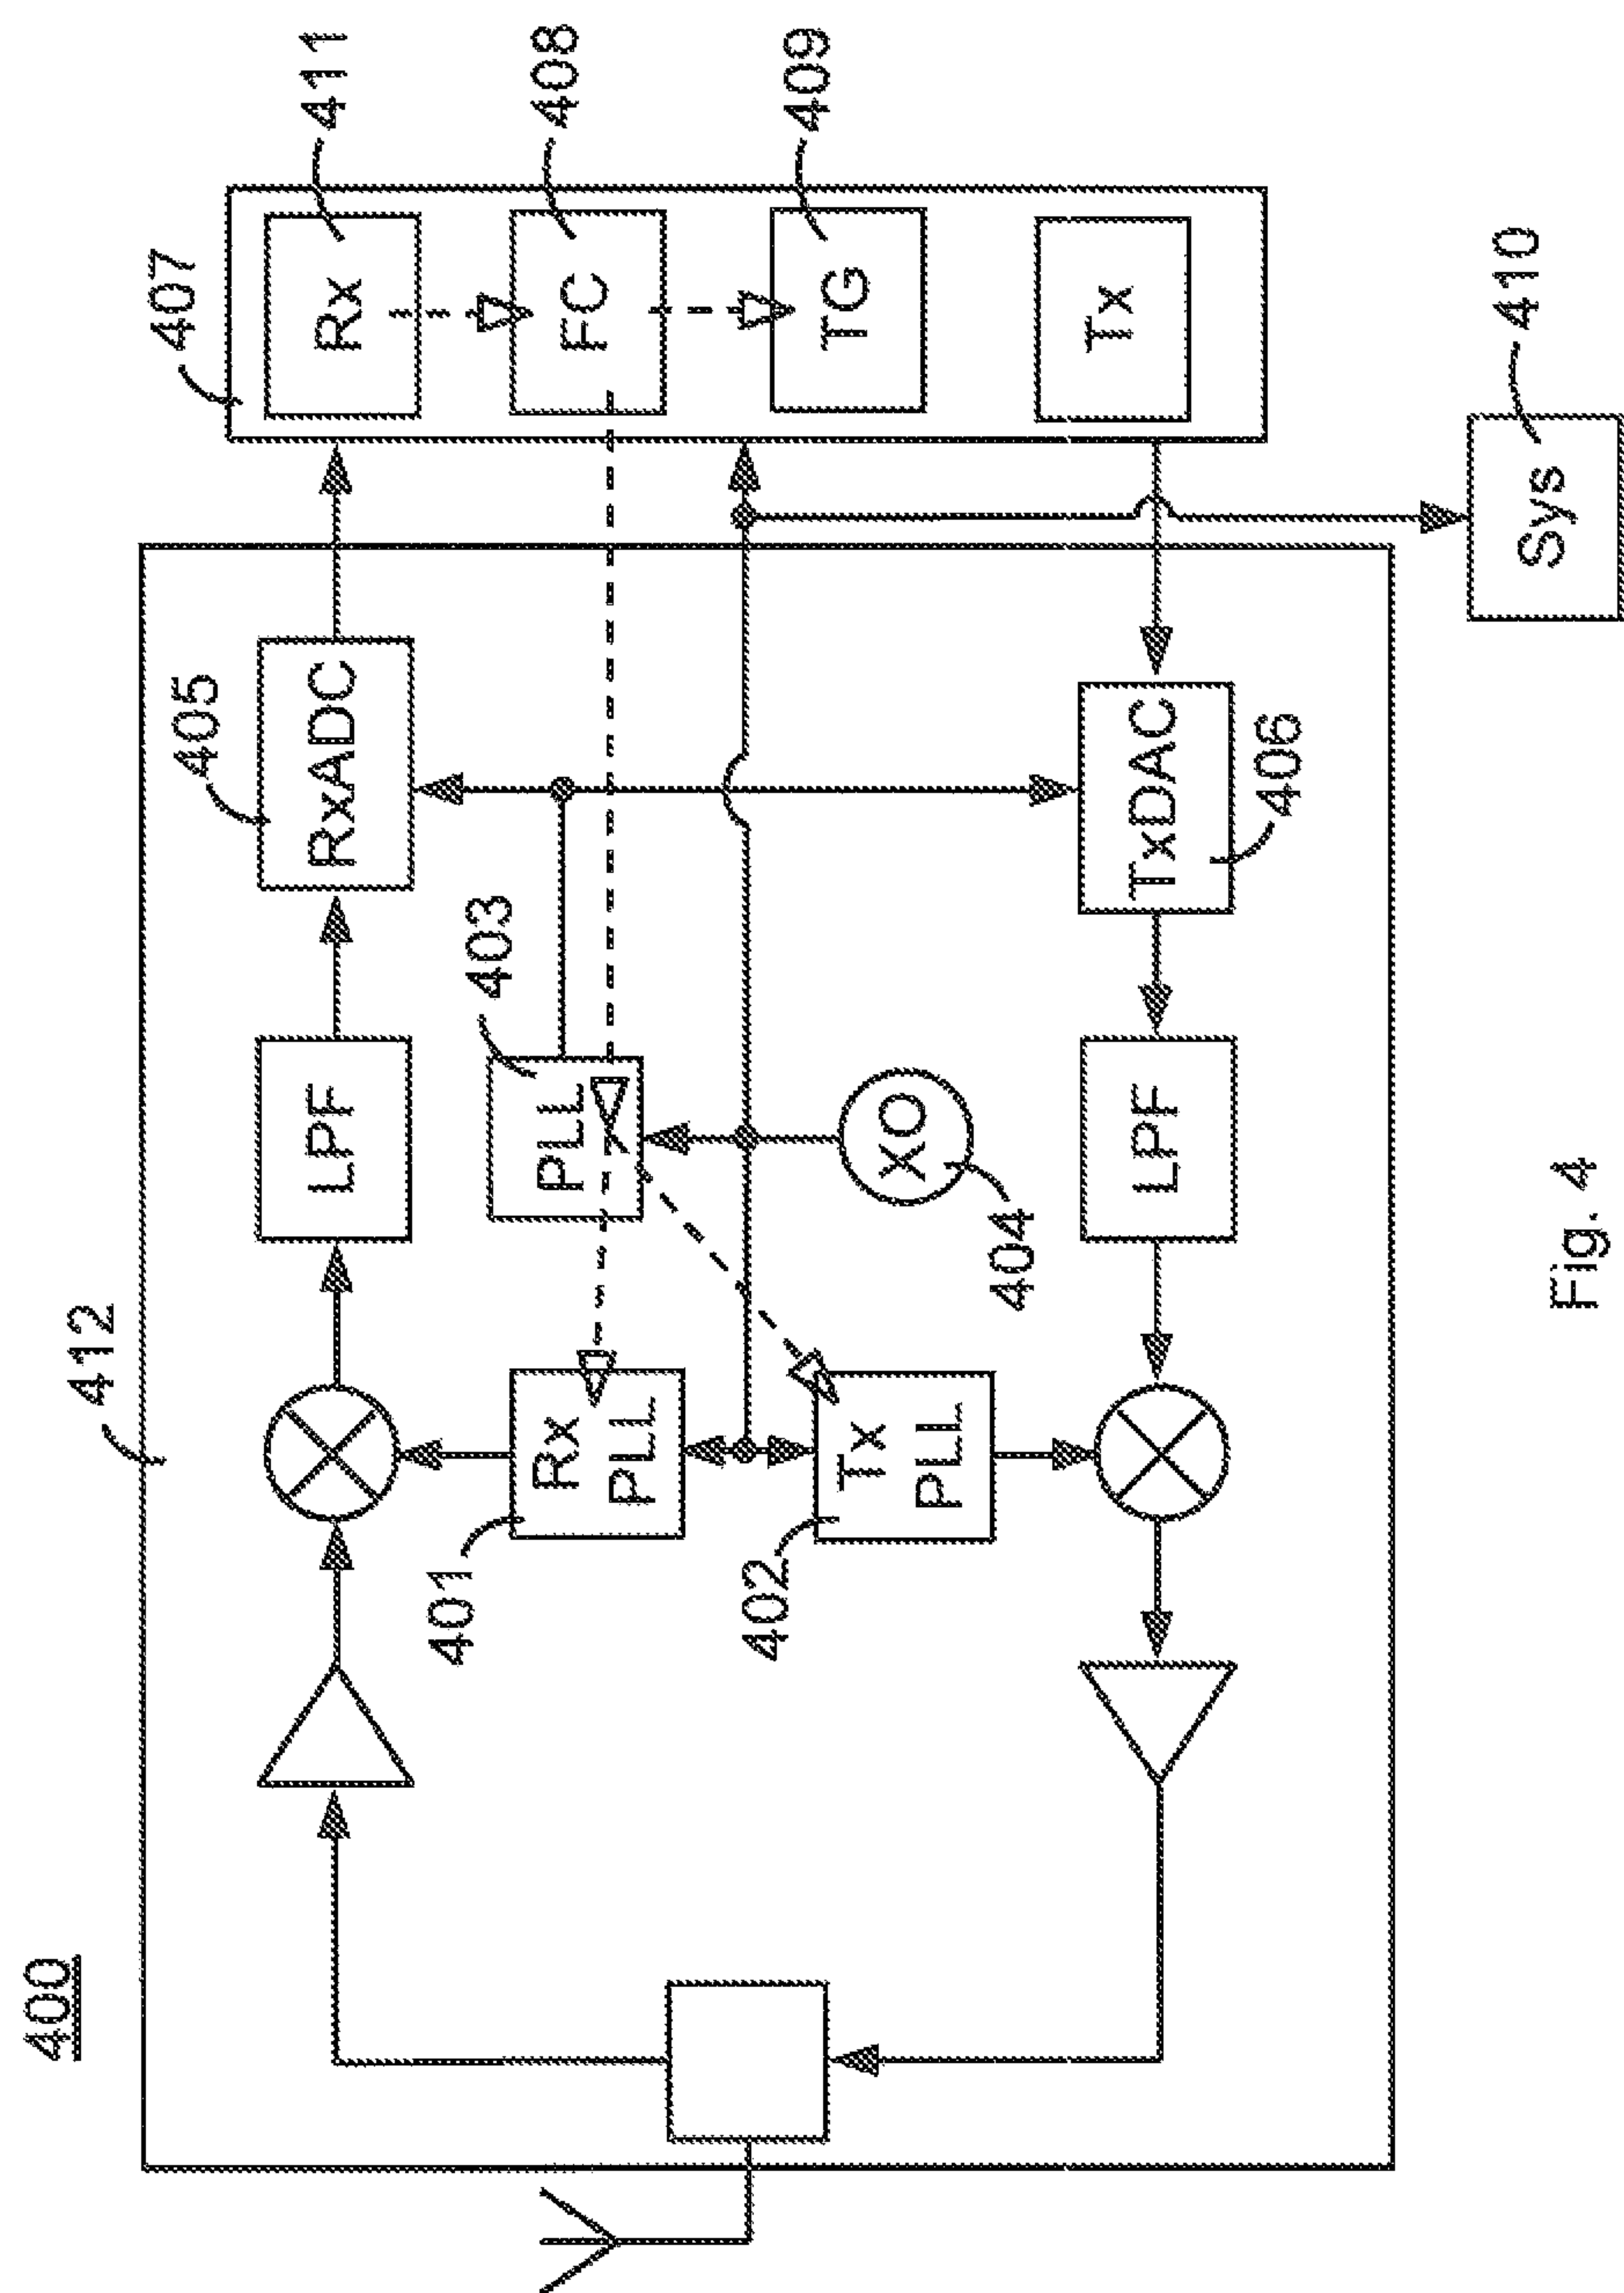 400
412
407
405
RxADC
LPF
Rx
411
403
PLL
FC
408
401
Rx
PLL
402
Tx
PLL
XO
404
TG
409
LPF
TxDAC
406
Tx
Sys
410
Fig. 4